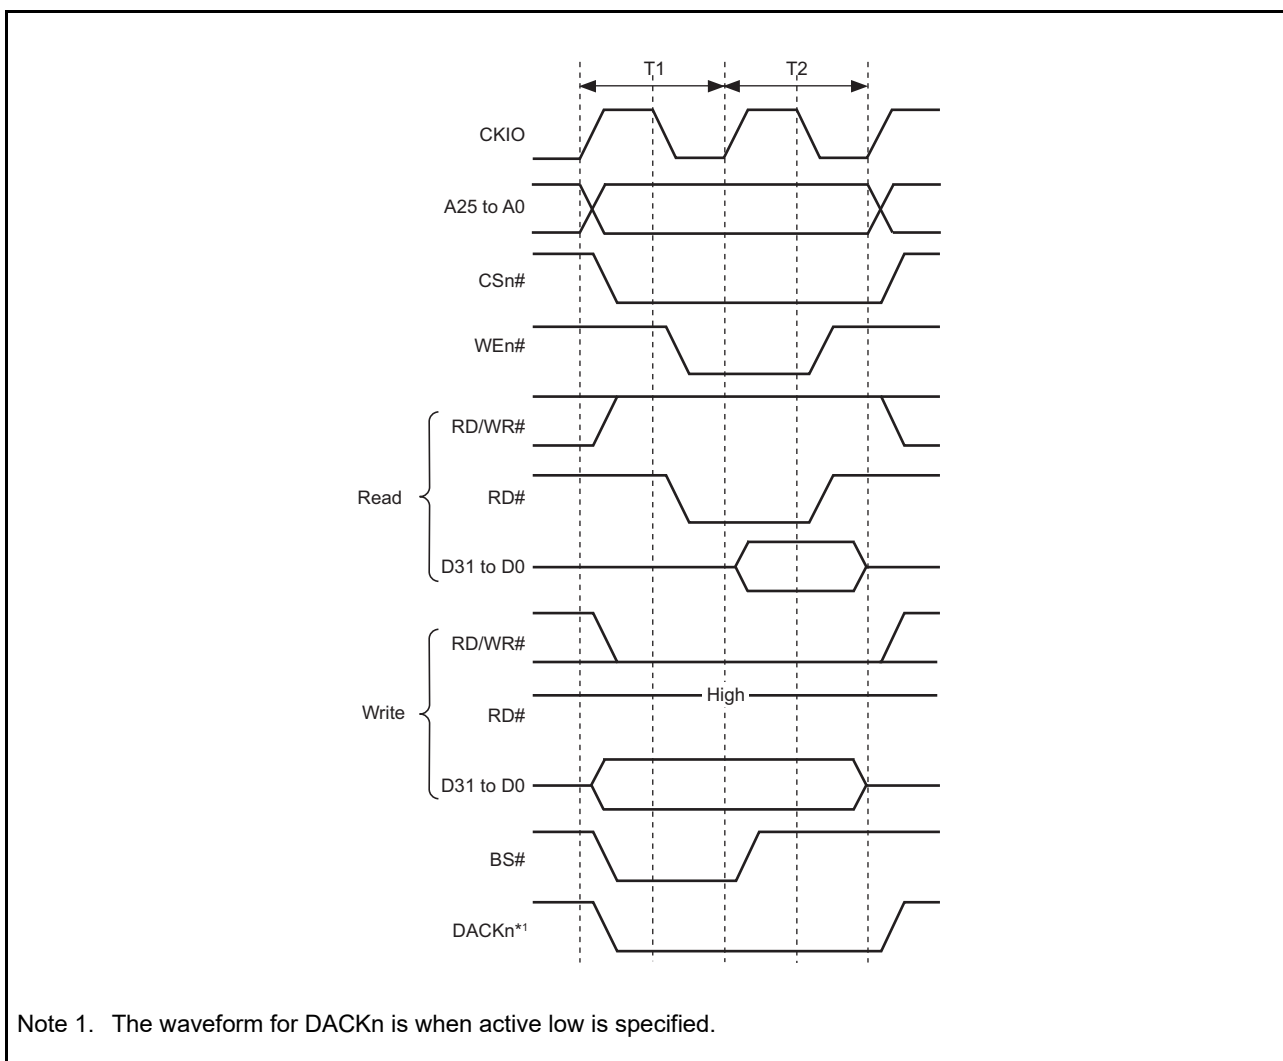 T1 T2
CKIO
A25 to A0
CSn#
WEn#
RD/WR#
Read RD#
D31 to D0
RD/WR#
High
Write RD#
D31 to D0
BS#
DACKn*1
Note 1. The waveform for DACKn is when active low is specified.